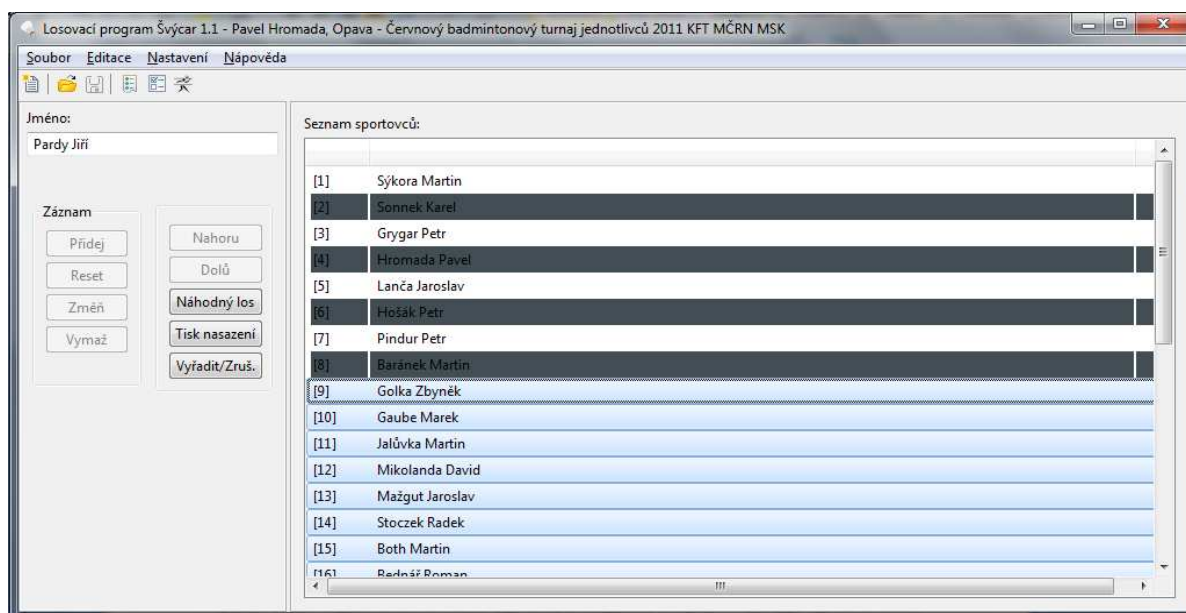 Losovací program Švýcar 1.1 - Pavel Hromada, Opava - Červnový badmintonový turnaj jednotlivců 2011 KFT MČRN MSK
Soubor Editace Nastavení Nápověda
Jméno:
Pardy Jiří
Záznam
Přidej
Reset
Změň
Vymaž
Nahoru
Dolů
Náhodný los
Tisk nasazení
Vyřadit/Zruš.
Seznam sportovců:
[1] Sýkora Martin
[2] Sonnek Karel
[3] Grygar Petr
[4] Hromada Pavel
[5] Lanča Jaroslav
[6] Hošák Petr
[7] Pindur Petr
[8] Baránek Martin
[9] Golka Zbyněk
[10] Gaube Marek
[11] Jalůvka Martin
[12] Mikolanda David
[13] Mažgut Jaroslav
[14] Stoczek Radek
[15] Both Martin
[16] Bednář Roman